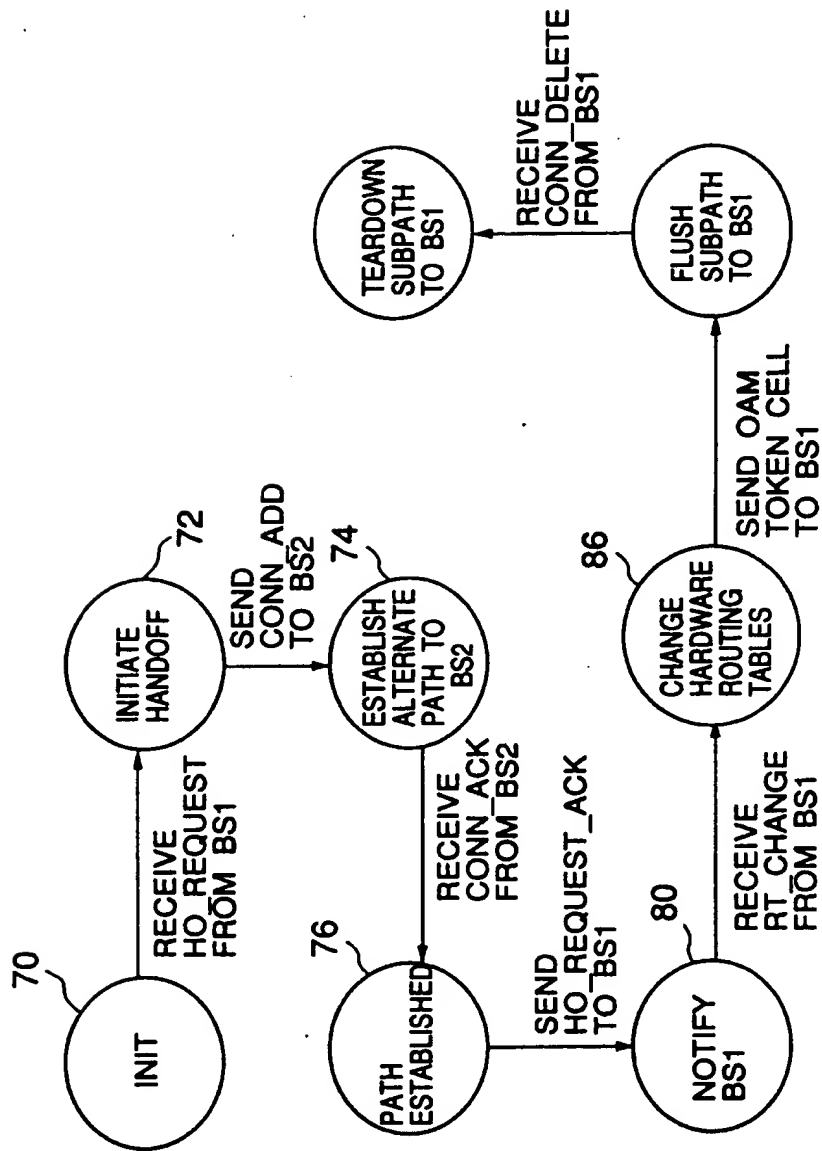 70
INIT
RECEIVE
HO_REQUEST
FROM BS1
72
INITIATE
HANDOFF
SEND
CONN_ADD
TO BS2
74
ESTABLISH
ALTERNATE
PATH TO
BS2
RECEIVE
CONN_ACK
FROM BS2
76
PATH
ESTABLISHED
SEND
HO_REQUEST_ACK
TO BS1
80
NOTIFY
BS1
RECEIVE
RT_CHANGE
FROM BS1
86
CHANGE
HARDWARE
ROUTING
TABLES
SEND OAM
TOKEN CELL
TO BS1
FLUSH
SUBPATH
TO BS1
RECEIVE
CONN_DELETE
FROM BS1
TEARDOWN
SUBPATH
TO BS1